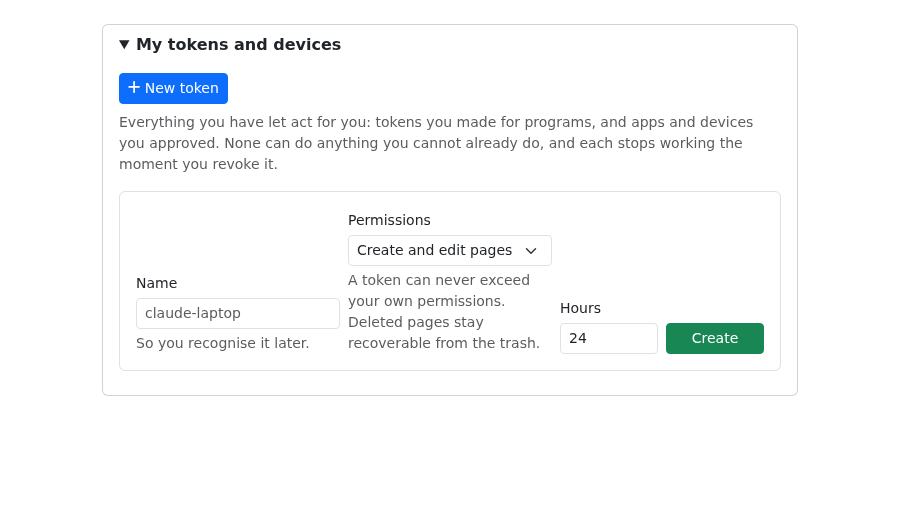 My tokens and devices
+ New token
Everything you have let act for you: tokens you made for programs, and apps and devices
you approved. None can do anything you cannot already do, and each stops working the
moment you revoke it.
Name
claude-laptop
So you recognise it later.
Permissions
Create and edit pages
A token can never exceed
your own permissions.
Deleted pages stay
recoverable from the trash.
Hours
24
Create